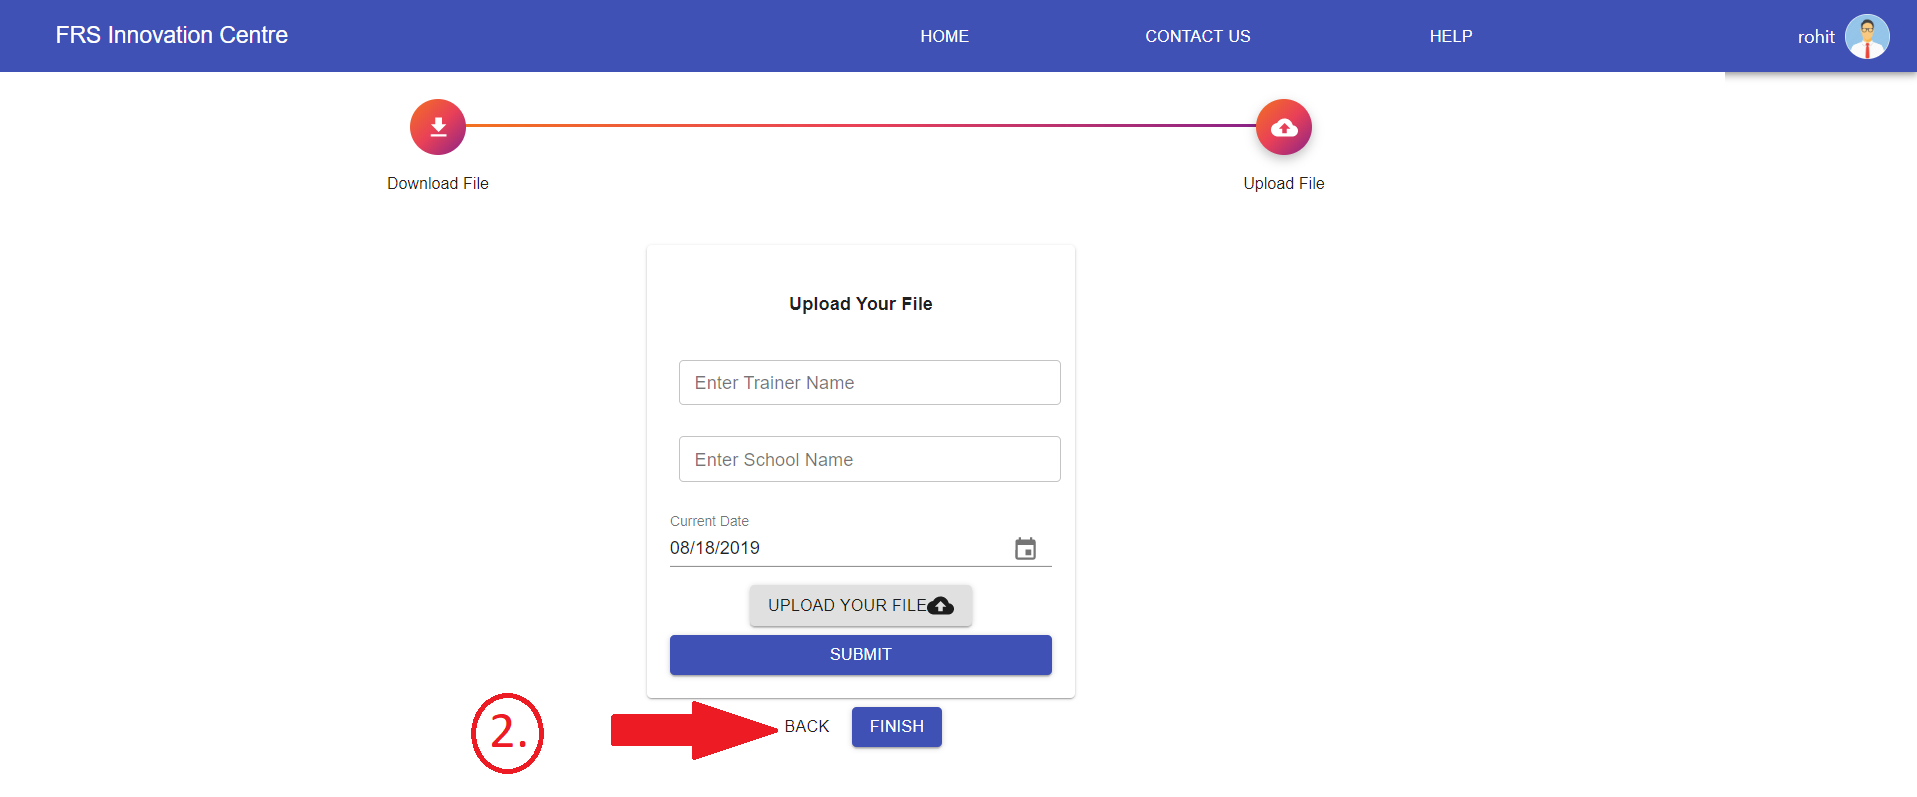 FRS Innovation Centre
HOME
CONTACT US
HELP
rohit
Download File
Upload File
Upload Your File
Enter Trainer Name
Enter School Name
Current Date
08/18/2019
UPLOAD YOUR FILE
SUBMIT
2.
BACK
FINISH